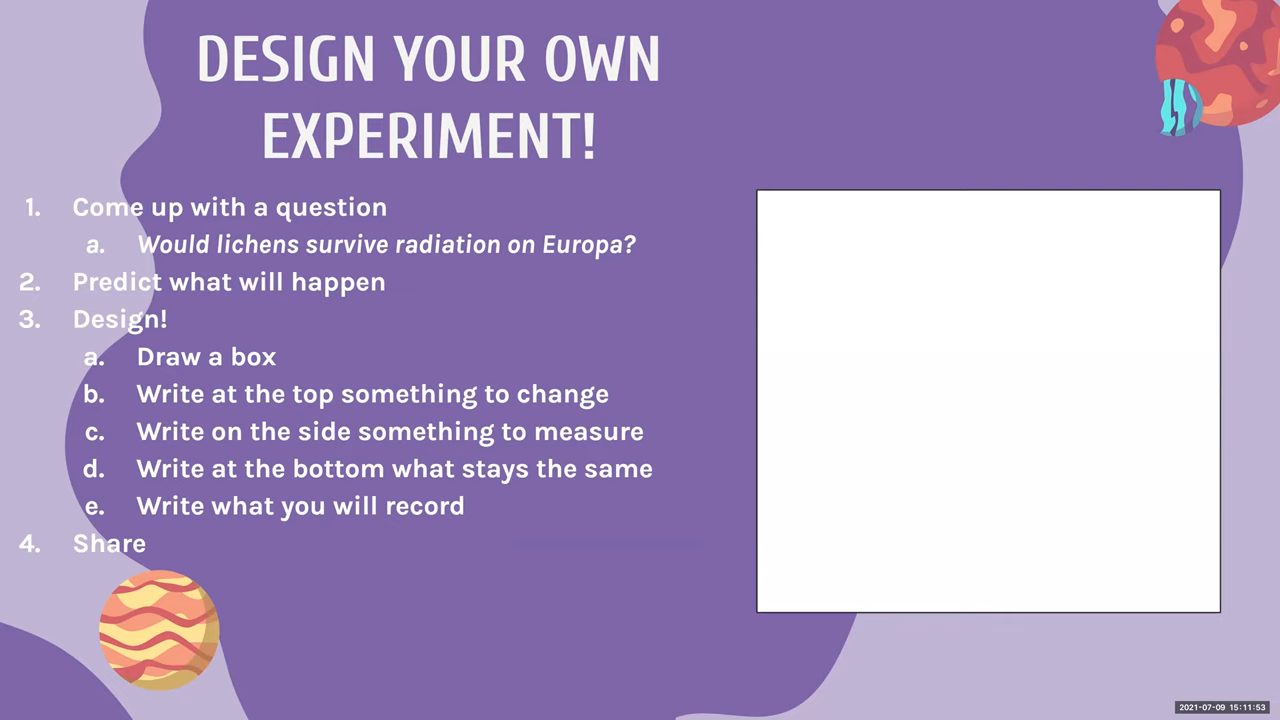 DESIGN YOUR OWN
EXPERIMENT!
1. Come up with a question
a. Would lichens survive radiation on Europa?
2. Predict what will happen
3. Design!
a. Draw a box
b. Write at the top something to change
c. Write on the side something to measure
d. Write at the bottom what stays the same
e. Write what you will record
4. Share
2021-07-09 15:11:53